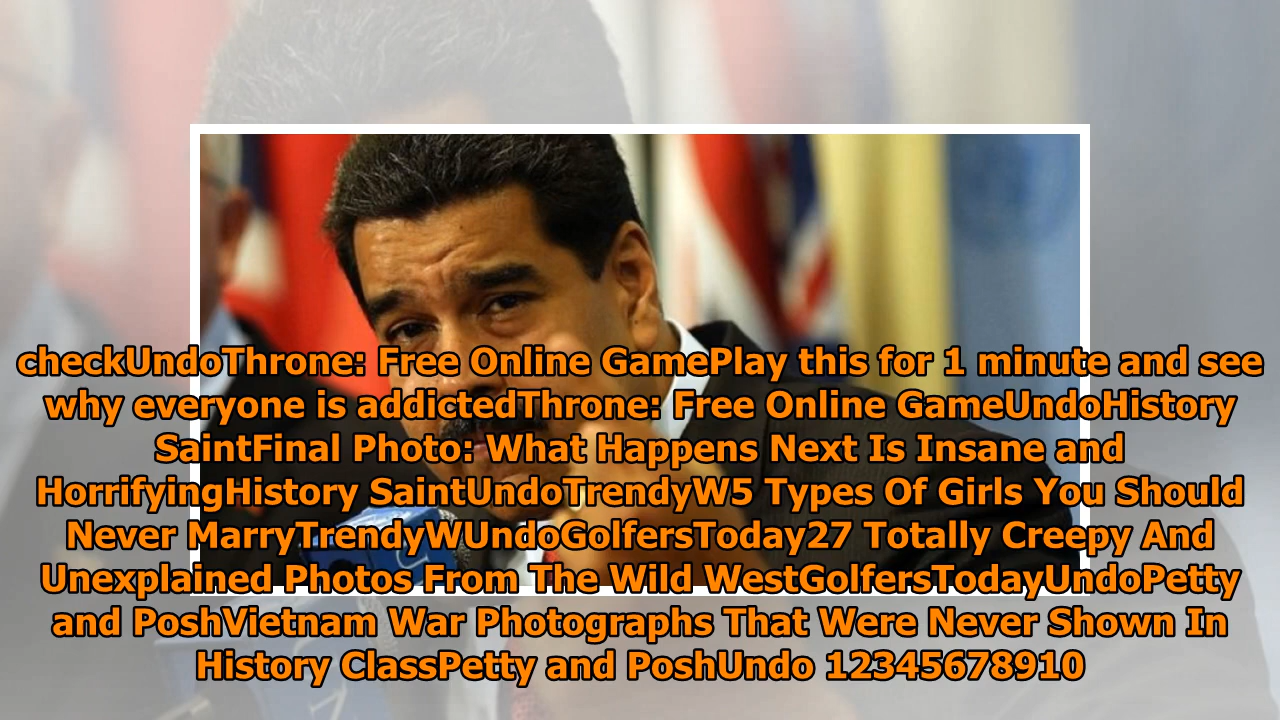 checkUndoThrone: Free Online GamePlay this for 1 minute and see
why everyone is addictedThrone: Free Online GameUndoHistory
SaintFinal Photo: What Happens Next Is Insane and
HorrifyingHistory SaintUndoTrendyW5 Types Of Girls You Should
Never MarryTrendyWUndoGolfersToday27 Totally Creepy And
Unexplained Photos From The Wild WestGolfersTodayUndoPetty
and PoshVietnam War Photographs That Were Never Shown In
History ClassPetty and PoshUndo 12345678910